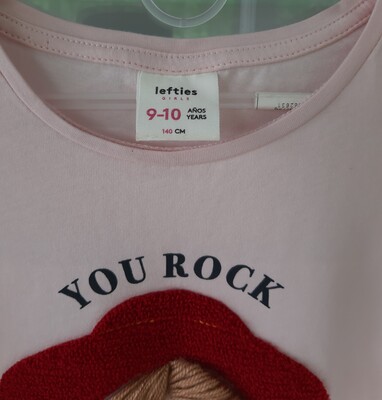 lefties
GIRLS
9-10 AÑOS
YEARS
140 CM
YOU ROCK